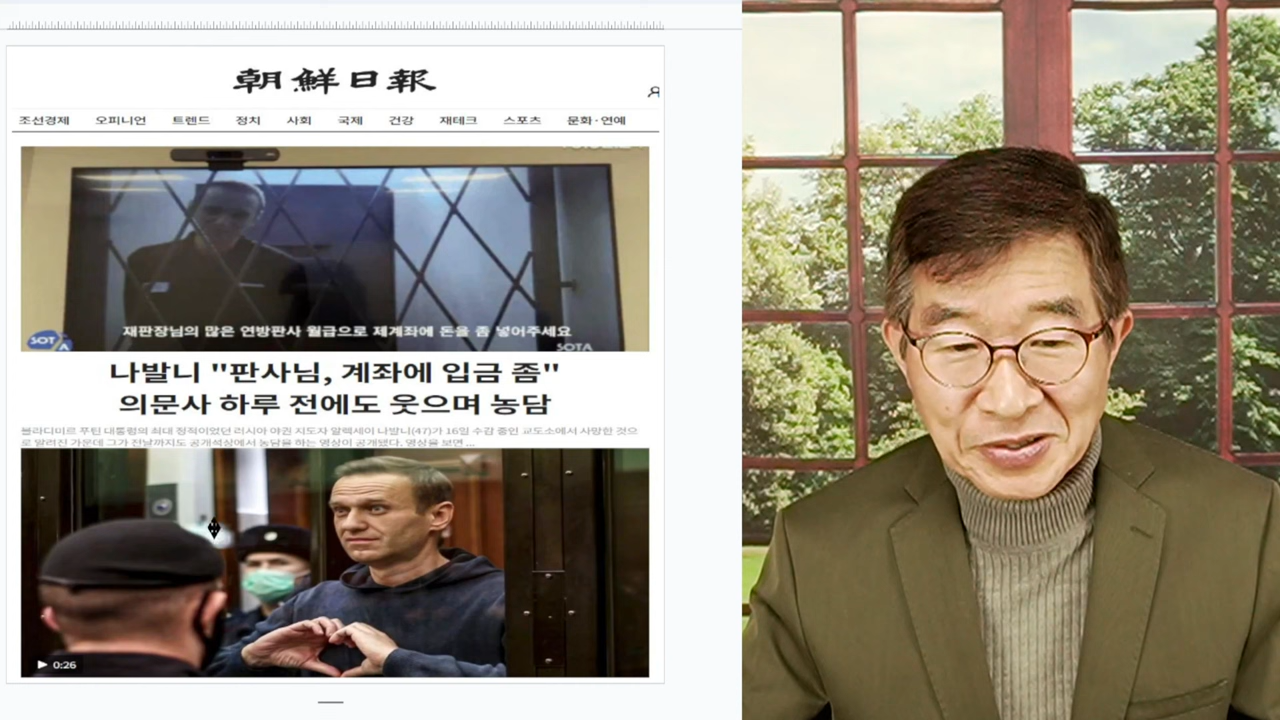 朝鮮日報
조선경제 오피니언 트렌드 정치 사회 국제 건강 재테크 스포츠 문화·연예
재판장님의 많은 연방판사 월급으로 제계좌에 돈을 좀 넣어주세요
SOTA
SOTA
나발니 "판사님, 계좌에 입금 좀"
의문사 하루 전에도 웃으며 농담
블라디미르 푸틴 대통령의 최대 정적이었던 러시아 야권 지도자 알렉세이 나발니(47)가 16일 수감 중인 교도소에서 사망한 것으
로 알려진 가운데 그가 전날까지도 공개석상에서 농담을 하는 영상이 공개됐다. 영상을 보면 ...
0:26